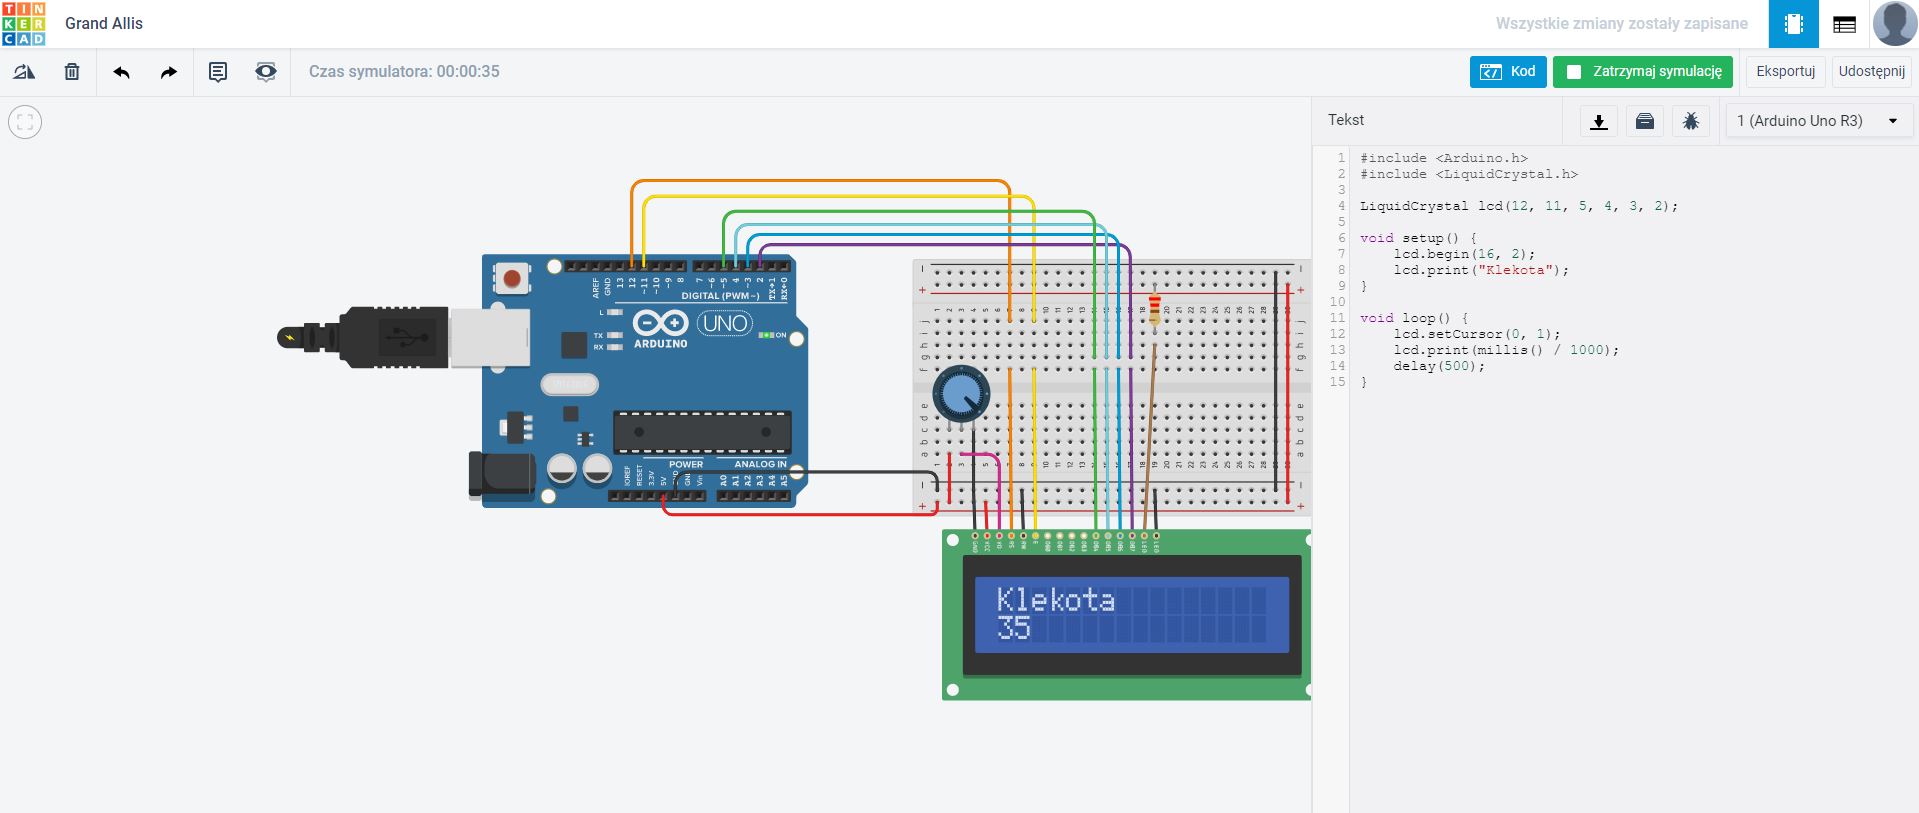 TINKERCAD
Grand Allis
Wszystkie zmiany zostały zapisane
Czas symulatora: 00:00:35
Kod
Zatrzymaj symulację
Eksportuj
Udostępnij
Tekst
1 (Arduino Uno R3)
1 #include <Arduino.h>
2 #include <LiquidCrystal.h>
3
4 LiquidCrystal lcd(12, 11, 5, 4, 3, 2);
5
6 void setup() {
7     lcd.begin(16, 2);
8     lcd.print("Klekota");
9 }
10
11 void loop() {
12     lcd.setCursor(0, 1);
13     lcd.print(millis() / 1000);
14     delay(500);
15 }
AREF GND 13 12 ~11 ~10 ~9 8 7 ~6 ~5 4 ~3 2 TX→1 RX←0
DIGITAL (PWM~)
L
TX
RX
ARDUINO
UNO
ON
POWER
ANALOG IN
IOREF RESET 3.3V 5V GND Vin A0 A1 A2 A3 A4 A5
Klekota
35